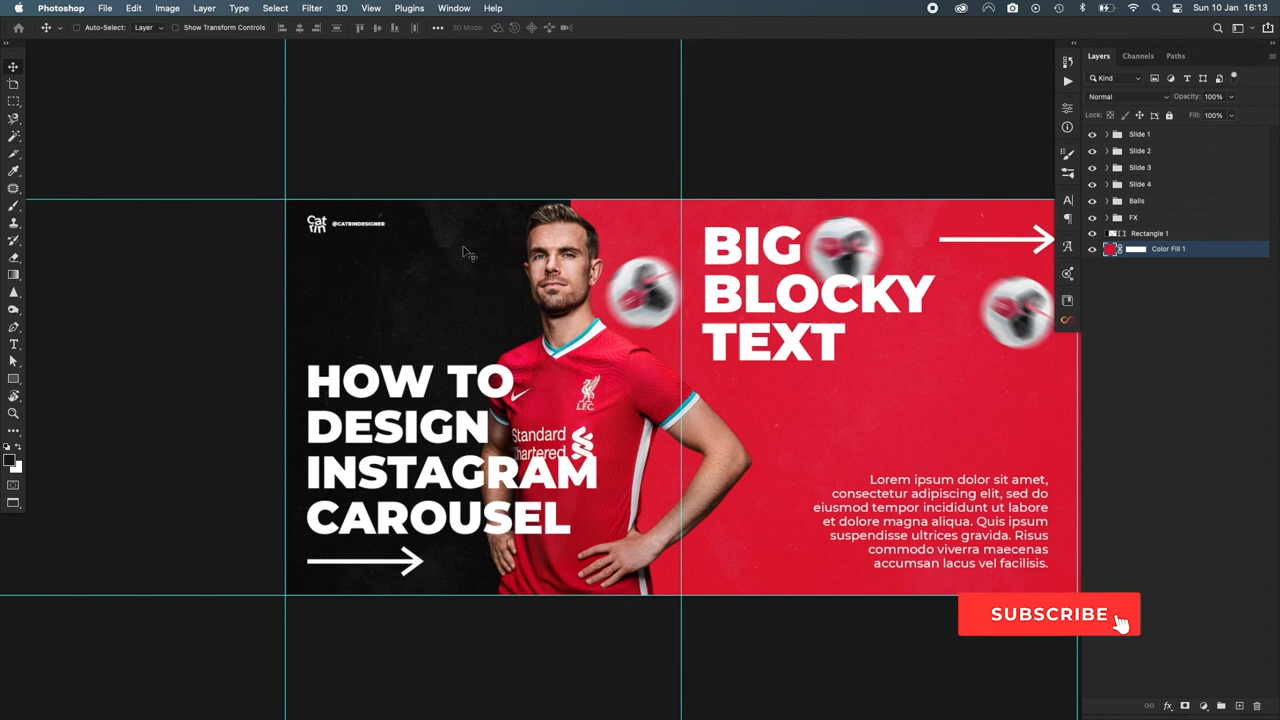 Photoshop File Edit Image Layer Type Select Filter 3D View Plugins Window Help
Sun 10 Jan 16:13
Auto-Select: Layer Show Transform Controls 3D Mode:
Layers Channels Paths
Kind
Normal Opacity: 100%
Lock: Fill: 100%
Slide 1
Slide 2
Slide 3
Slide 4
Balls
FX
Rectangle 1
Color Fill 1
@CATRINDESIGNER
HOW TO
DESIGN
INSTAGRAM
CAROUSEL
L.F.C.
Standard
Chartered
BIG
BLOCKY
TEXT
Lorem ipsum dolor sit amet,
consectetur adipiscing elit, sed do
eiusmod tempor incididunt ut labore
et dolore magna aliqua. Quis ipsum
suspendisse ultrices gravida. Risus
commodo viverra maecenas
accumsan lacus vel facilisis.
SUBSCRIBE